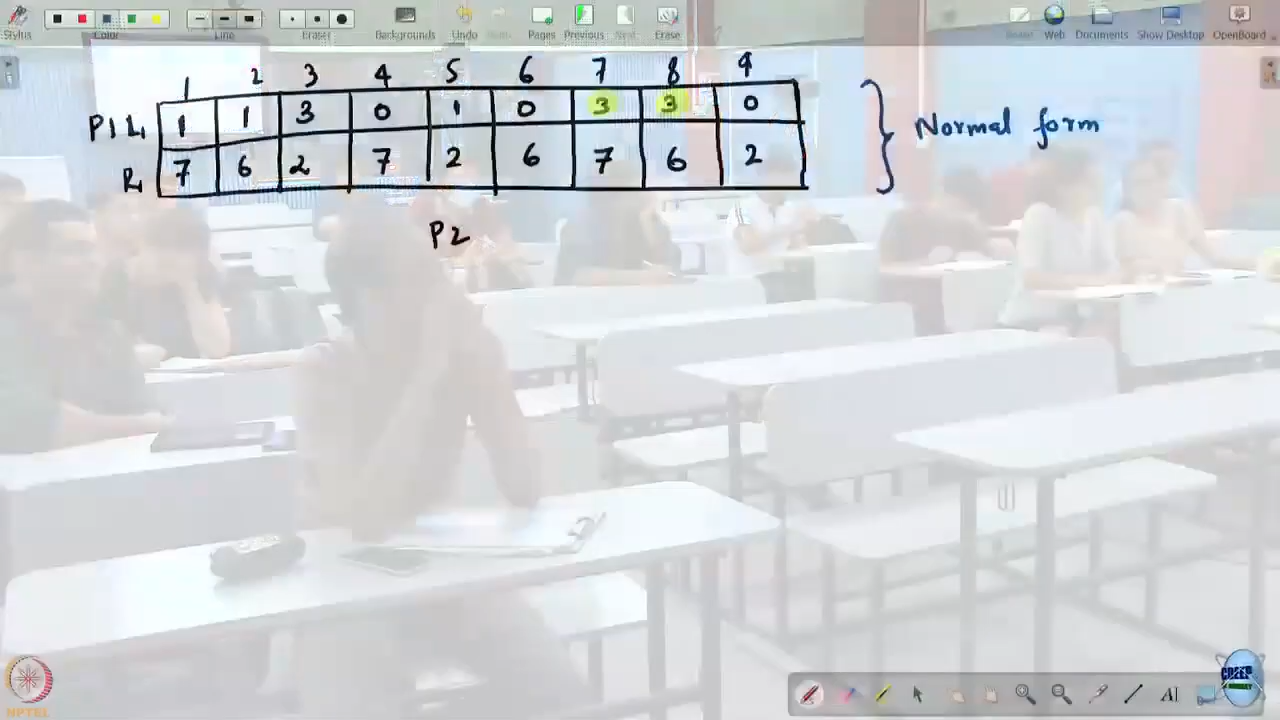 Stylus Color Line Eraser Backgrounds Undo Pages Previous Next Erase Web Documents Show Desktop OpenBoard
1 2 3 4 5 6 7 8 9
P1 L, 1 1 3 0 1 0 3 3 0
R, 7 6 2 7 2 6 7 6 2
Normal form
P2
NPTEL